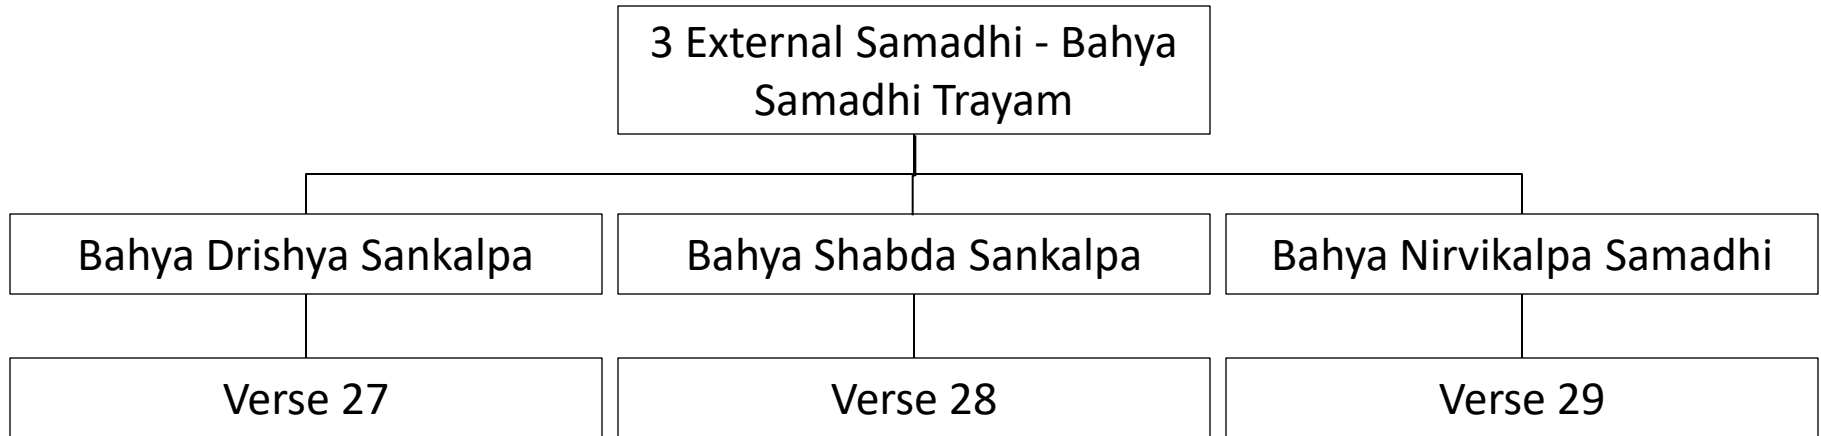 3 External Samadhi - Bahya
Samadhi Trayam
Bahya Drishya Sankalpa
Bahya Shabda Sankalpa
Bahya Nirvikalpa Samadhi
Verse 27
Verse 28
Verse 29